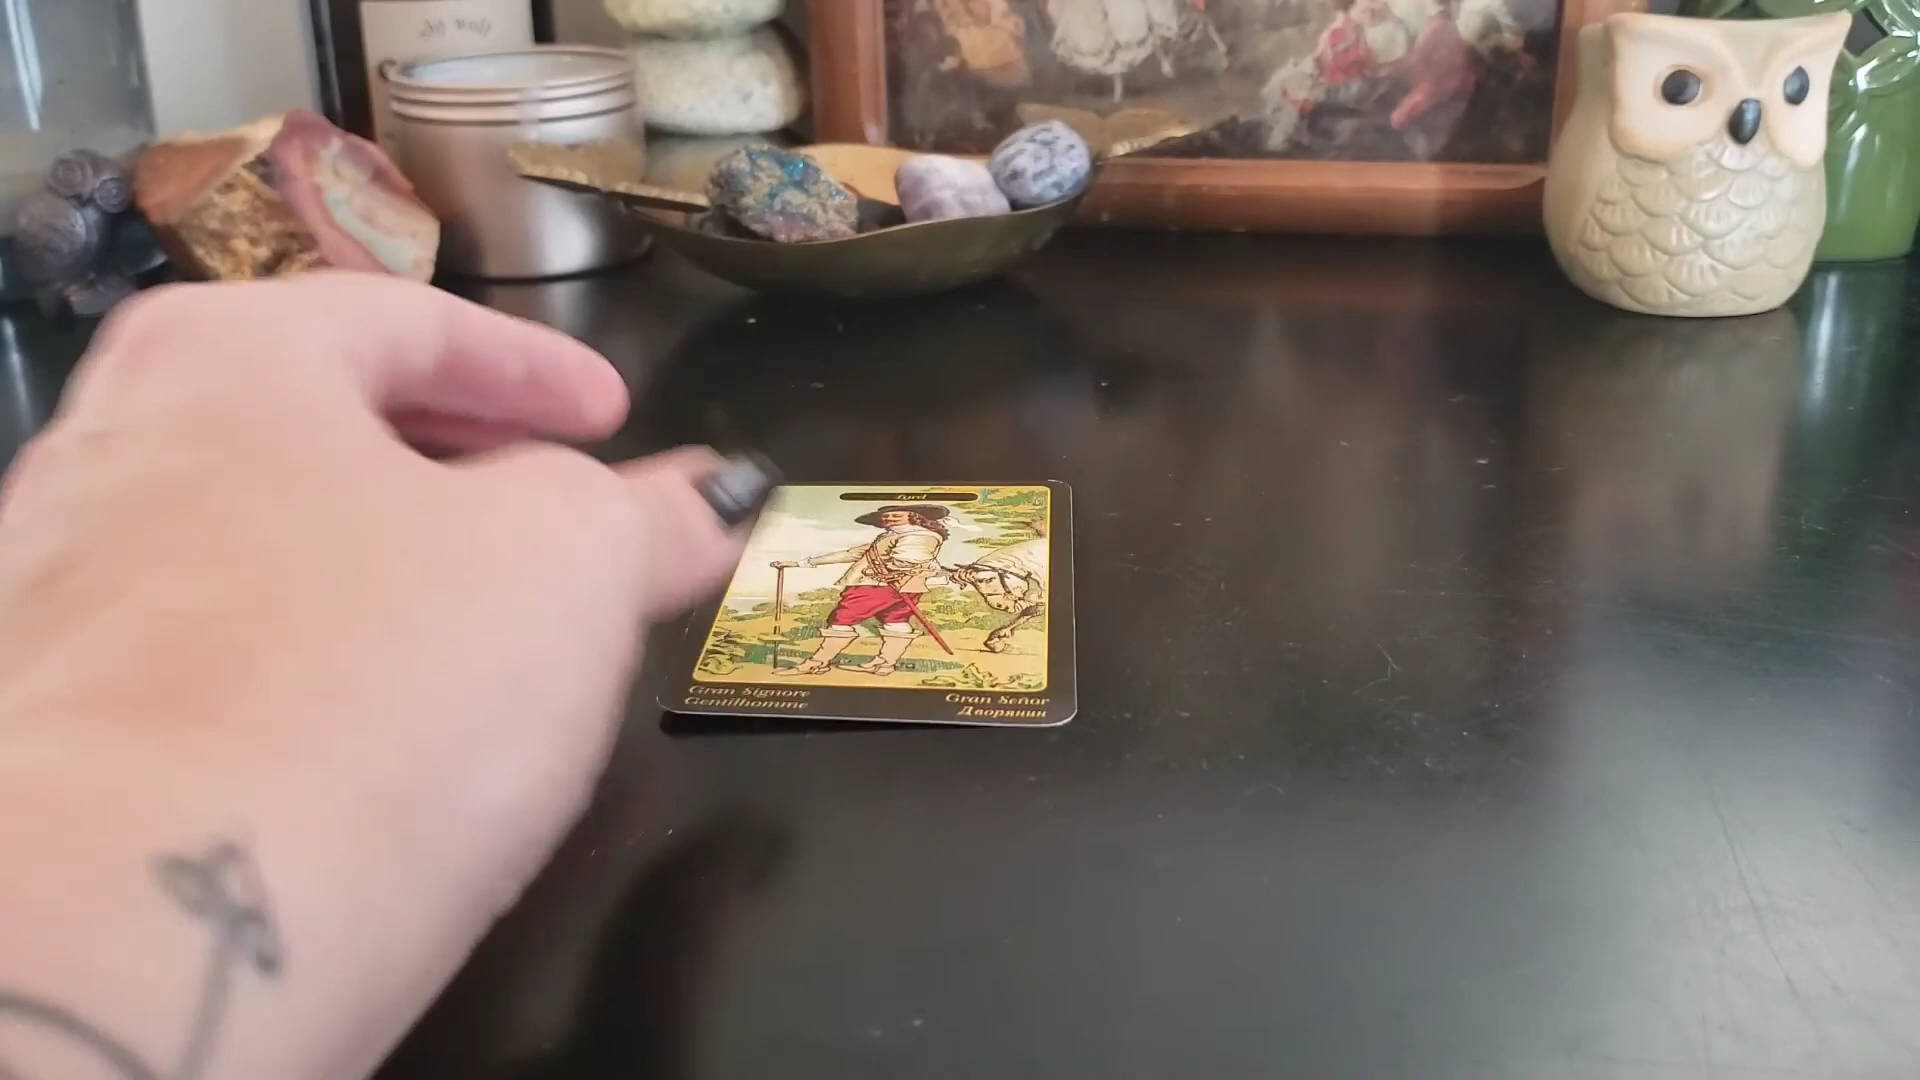 Lord
Gran Signore
Gentilhomme
Gran Señor
Дворянин